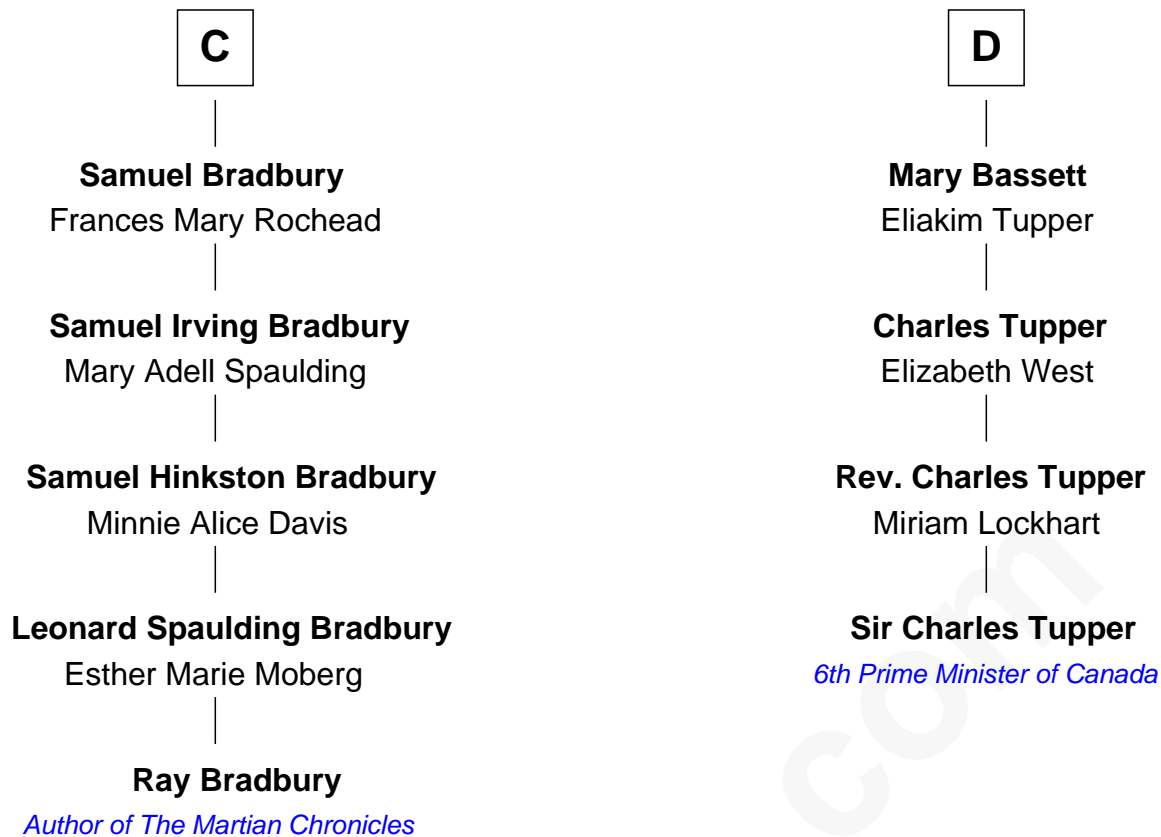 C
Samuel Bradbury
Frances Mary Rochead
Samuel Irving Bradbury
Mary Adell Spaulding
Samuel Hinkston Bradbury
Minnie Alice Davis
Leonard Spaulding Bradbury
Esther Marie Moberg
Ray Bradbury
Author of The Martian Chronicles
D
Mary Bassett
Eliakim Tupper
Charles Tupper
Elizabeth West
Rev. Charles Tupper
Miriam Lockhart
Sir Charles Tupper
6th Prime Minister of Canada
com